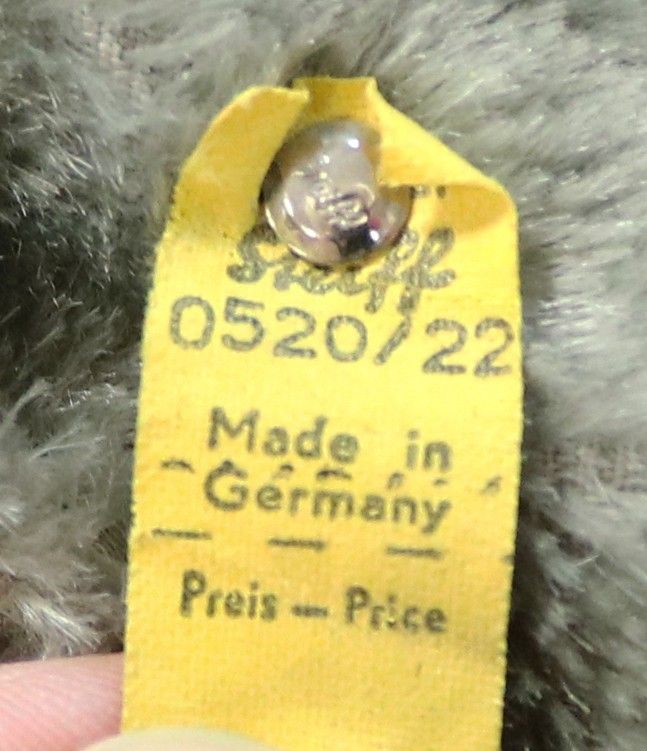 Steiff
0520/22
Made in
Germany
Preis - Price